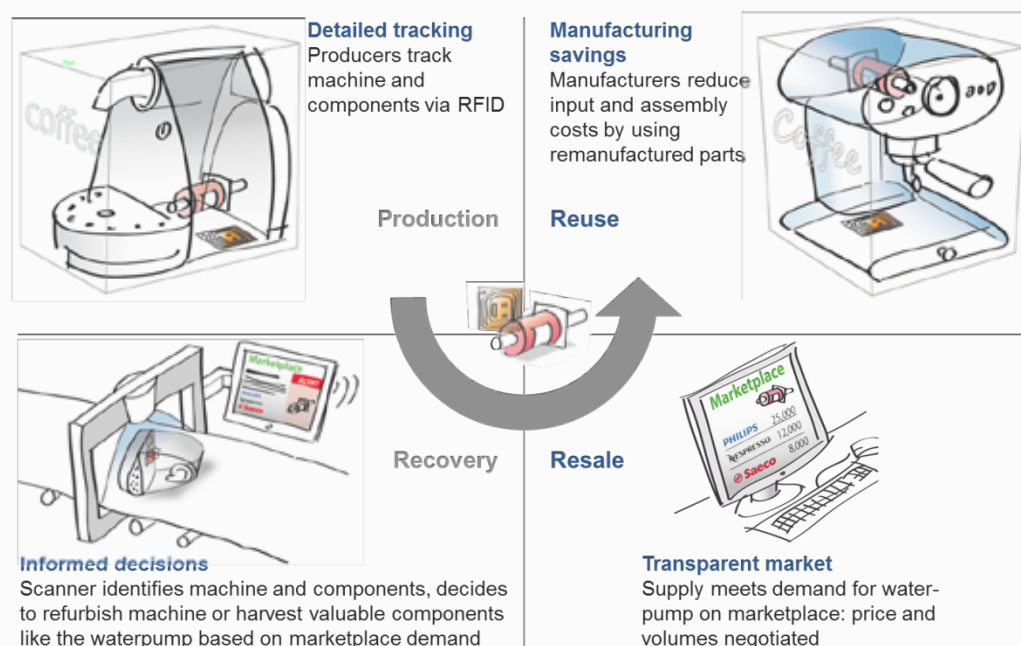 Detailed tracking
Producers track
machine and
components via RFID
coffee
Production
Manufacturing
savings
Manufacturers reduce
input and assembly
costs by using
remanufactured parts
Coffee
Reuse
Marketplace
ALERT
PHILIPS
Saeco
Recovery
Informed decisions
Scanner identifies machine and components, decides
to refurbish machine or harvest valuable components
like the waterpump based on marketplace demand
Resale
Marketplace
PHILIPS 25,000
NESPRESSO 12,000
Saeco 8,000
Transparent market
Supply meets demand for water-
pump on marketplace: price and
volumes negotiated